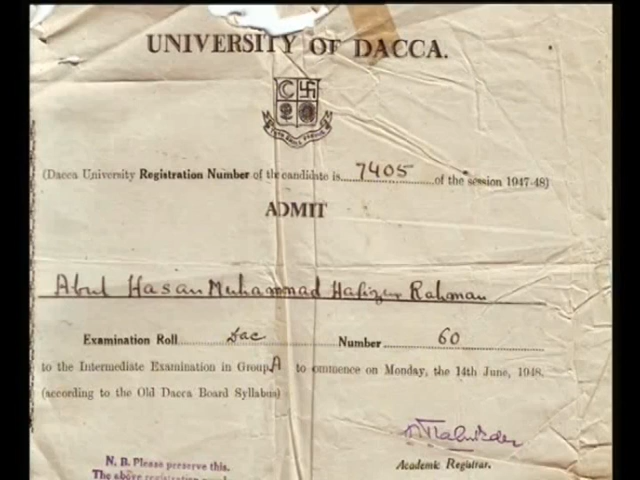 UNIVERSITY OF DACCA.
(Dacca University Registration Number of the candidate is 7405 of the session 1947-48)
ADMIT
Abul Hasan Muhammad Hafizur Rahman
Examination Roll Dac Number 60
to the Intermediate Examination in Group A to commence on Monday, the 14th June, 1948.
(according to the Old Dacca Board Syllabus)
Academic Registrar.
N. B. Please preserve this.
The above registration